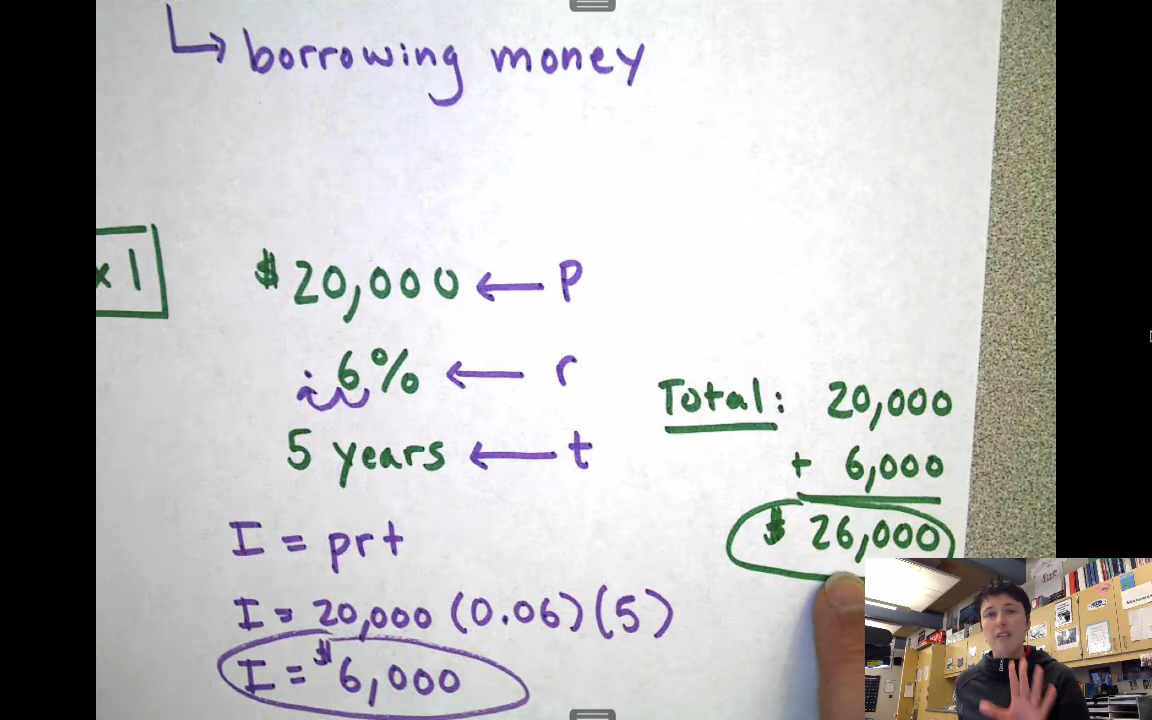 ↳ borrowing money
x 1
$20,000 ← p
.6% ← r
5 years ← t
I = prt
I = 20,000 (0.06)(5)
I = $6,000
Total: 20,000
+ 6,000
$ 26,000